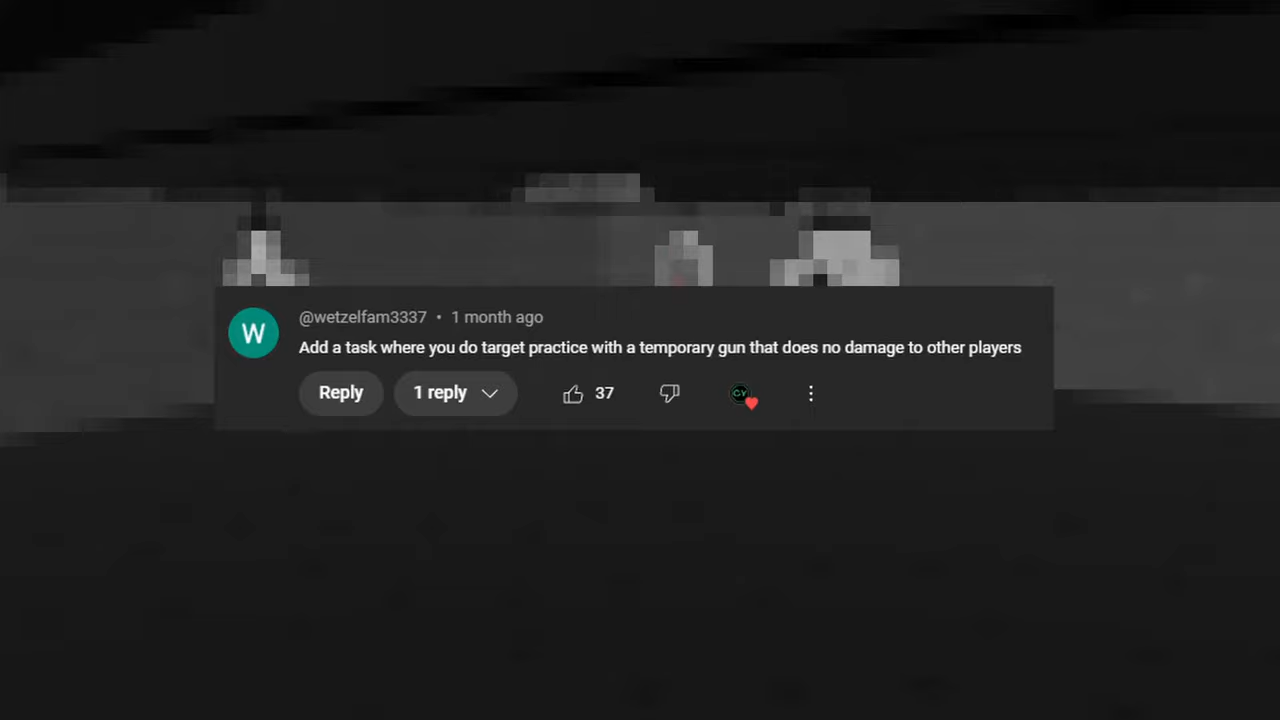 W
@wetzelfam3337 • 1 month ago
Add a task where you do target practice with a temporary gun that does no damage to other players
Reply 1 reply 37 CY